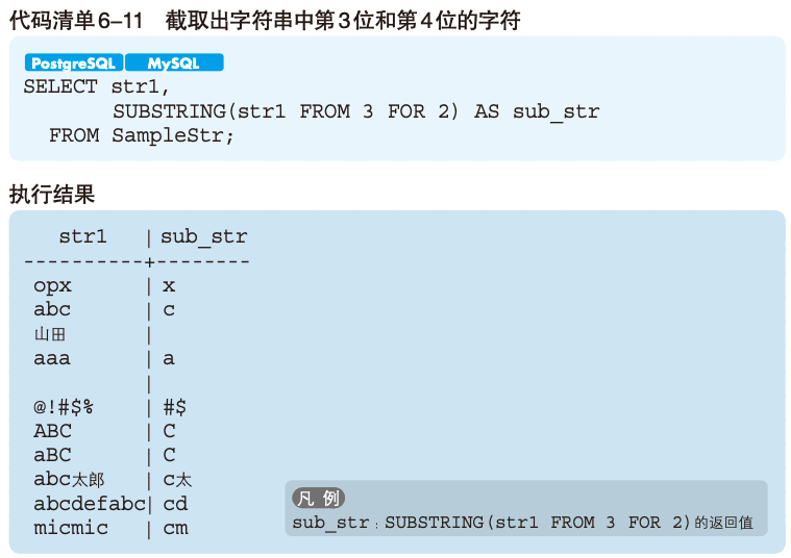 代码清单6-11 截取出字符串中第3位和第4位的字符
PostgreSQL MySQL
SELECT str1,
SUBSTRING(str1 FROM 3 FOR 2) AS sub_str
FROM SampleStr;
执行结果
str1 | sub_str
----------+--------
opx | x
abc | c
山田 |
aaa | a
|
@!#$% | #$
ABC | C
aBC | C
abc太郎 | c太
abcdefabc| cd
micmic | cm
凡 例
sub_str：SUBSTRING(str1 FROM 3 FOR 2)的返回值